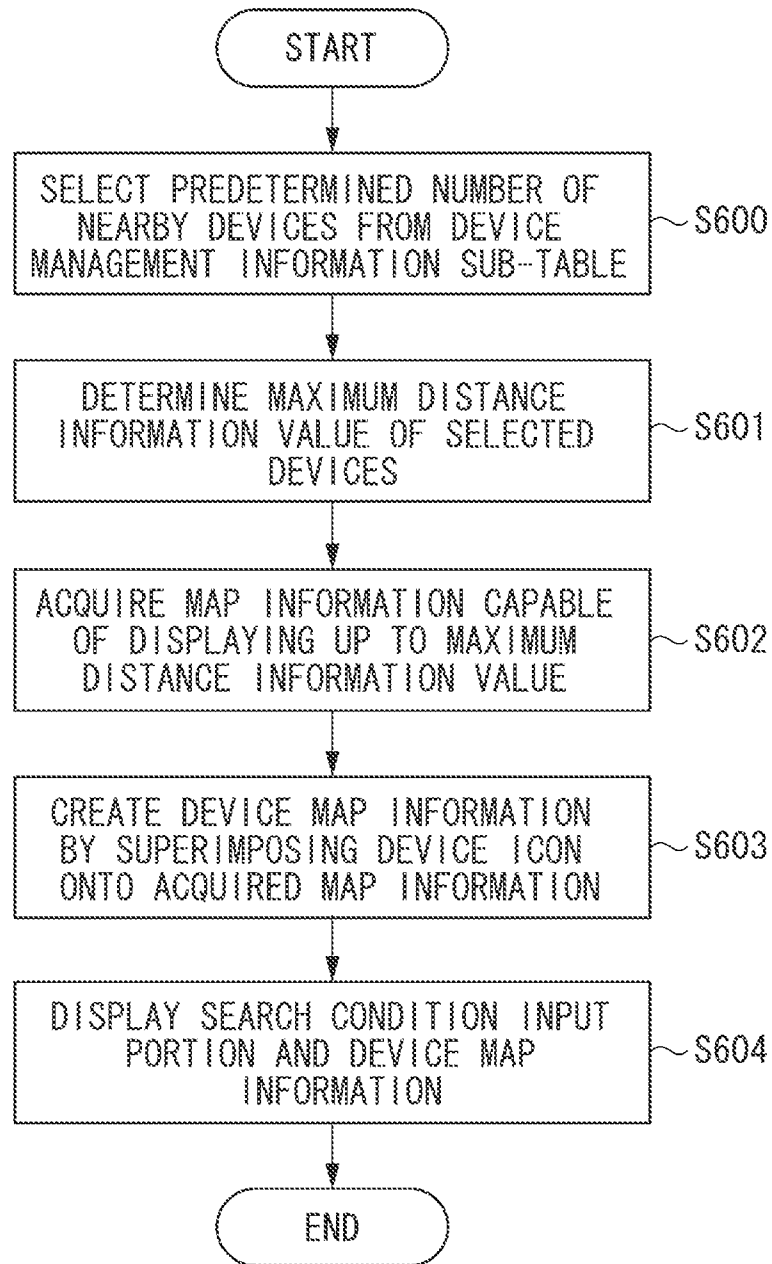 START
SELECT PREDETERMINED NUMBER OF
NEARBY DEVICES FROM DEVICE
MANAGEMENT INFORMATION SUB-TABLE
S600
DETERMINE MAXIMUM DISTANCE
INFORMATION VALUE OF SELECTED
DEVICES
S601
ACQUIRE MAP INFORMATION CAPABLE
OF DISPLAYING UP TO MAXIMUM
DISTANCE INFORMATION VALUE
S602
CREATE DEVICE MAP INFORMATION
BY SUPERIMPOSING DEVICE ICON
ONTO ACQUIRED MAP INFORMATION
S603
DISPLAY SEARCH CONDITION INPUT
PORTION AND DEVICE MAP
INFORMATION
S604
END